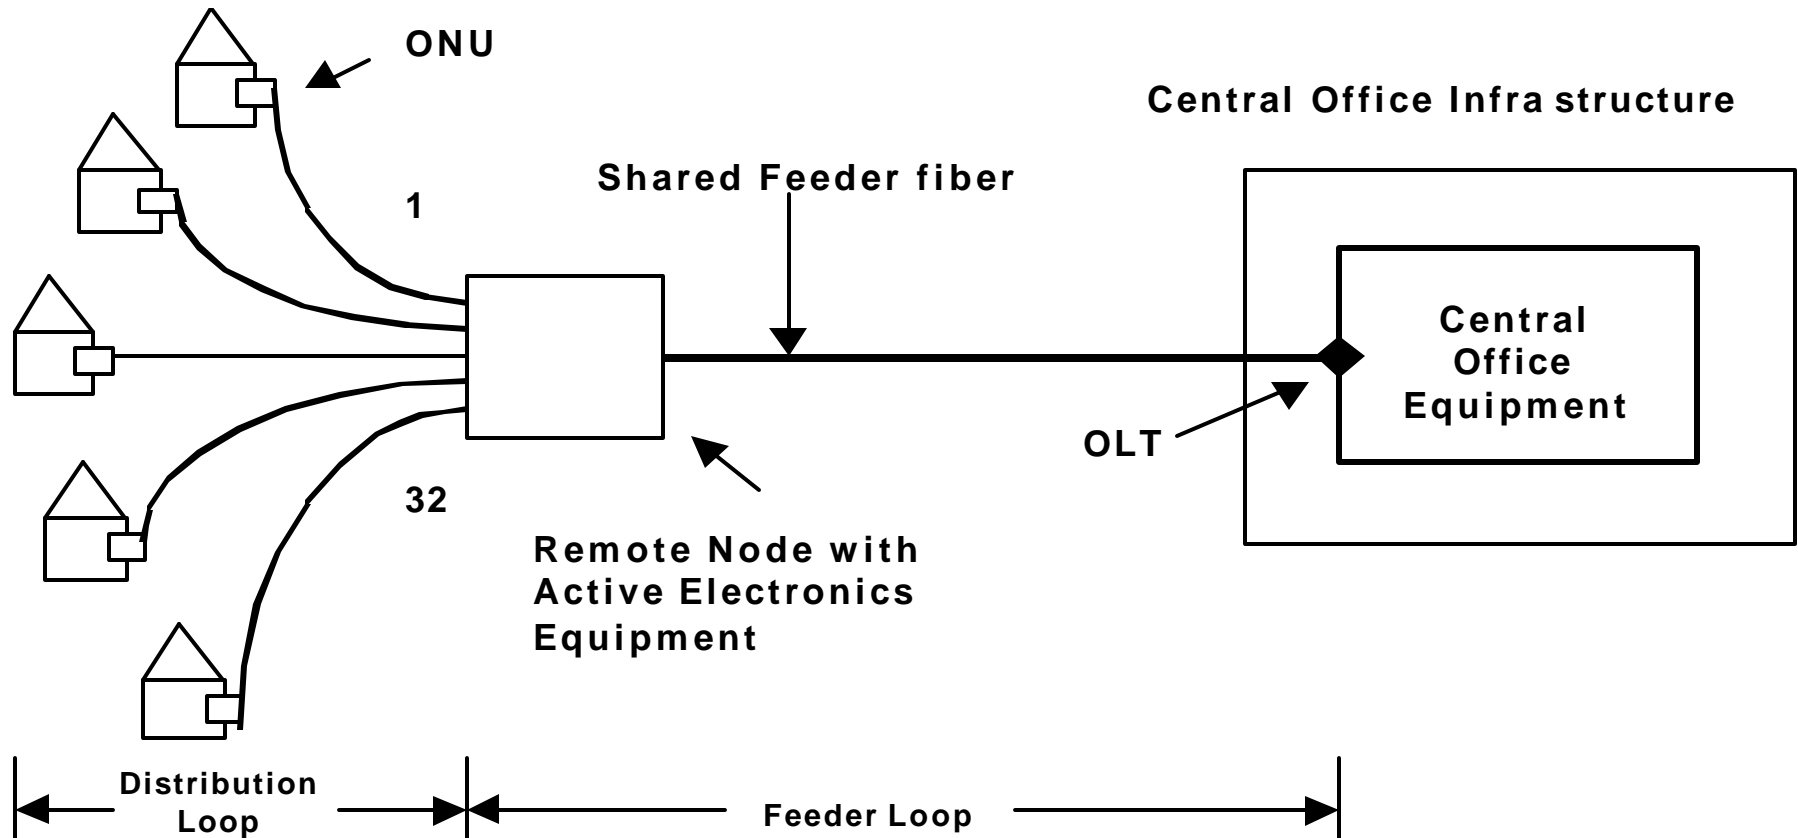 ONU
Central Office Infra structure
Shared Feeder fiber
1
Central
Office
Equipment
OLT
32
Remote Node with
Active Electronics
Equipment
Distribution
Loop
Feeder Loop